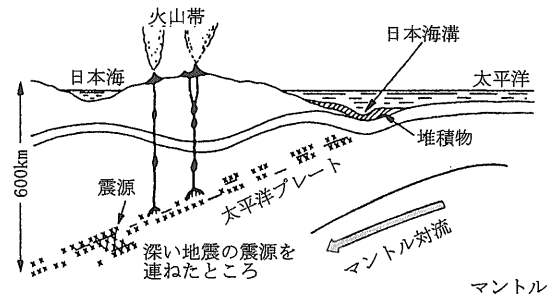 火山帯
日本海
日本海溝
太平洋
堆積物
600km
震源
太平洋プレート
深い地震の震源を
連ねたところ
マントル対流
マントル